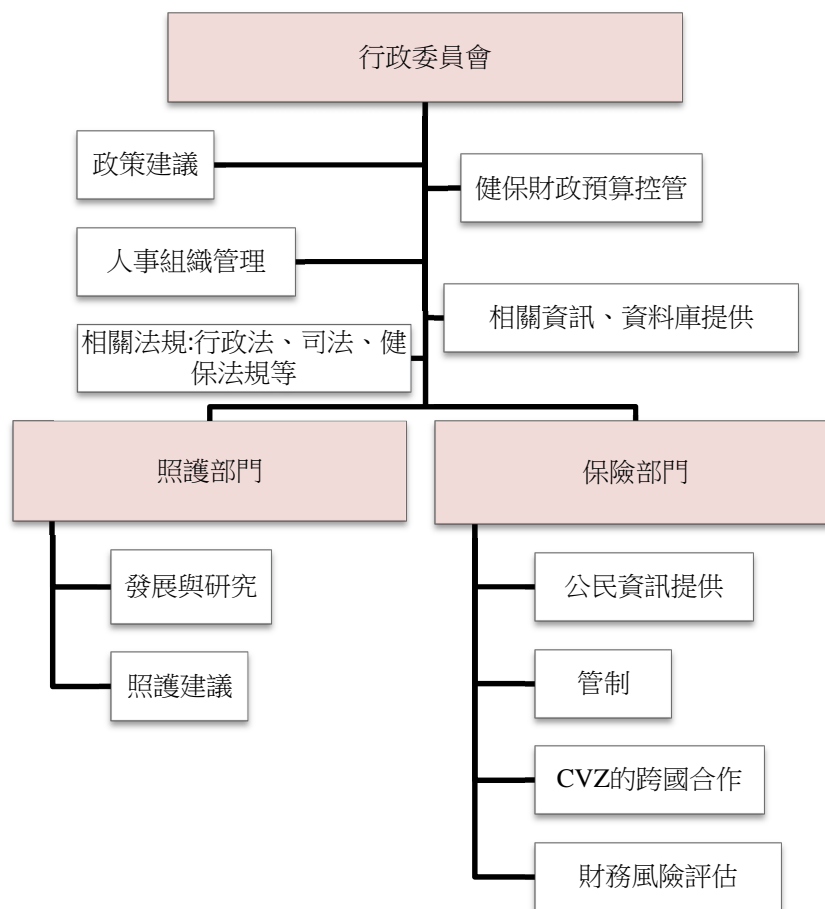 行政委員會
政策建議
健保財政預算控管
人事組織管理
相關資訊、資料庫提供
相關法規:行政法、司法、健
保法規等
照護部門
保險部門
發展與研究
公民資訊提供
照護建議
管制
CVZ的跨國合作
財務風險評估